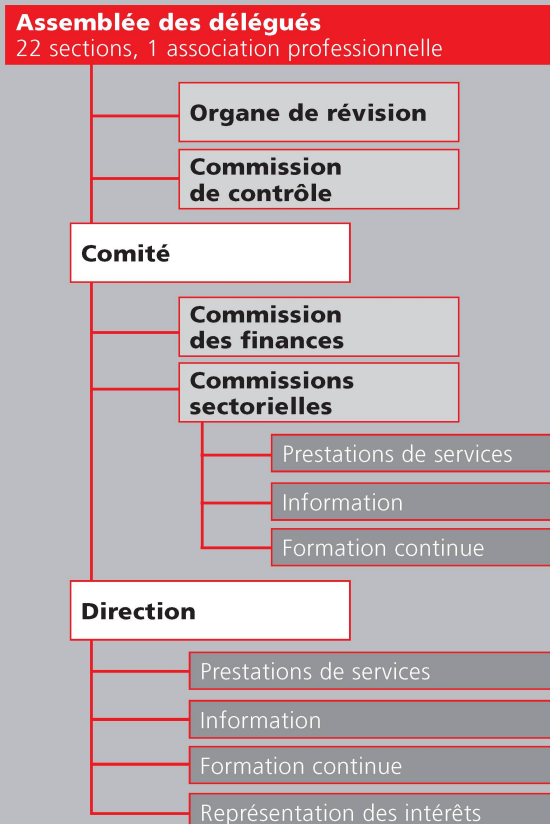 Assemblée des délégués
22 sections, 1 association professionnelle
Organe de révision
Commission
de contrôle
Comité
Commission
des finances
Commissions
sectorielles
Prestations de services
Information
Formation continue
Direction
Prestations de services
Information
Formation continue
Représentation des intérêts